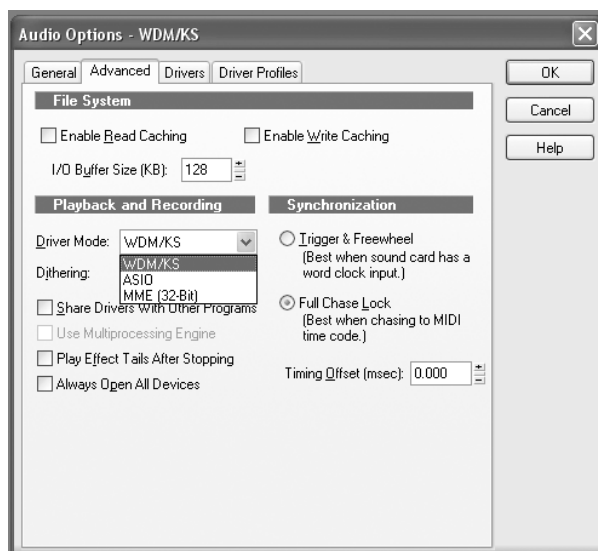 Audio Options - WDM/KS
General Advanced Drivers Driver Profiles
OK
Cancel
Help
File System
Enable Read Caching
Enable Write Caching
I/O Buffer Size (KB): 128
Playback and Recording
Driver Mode: WDM/KS
WDM/KS
ASIO
MME (32-Bit)
Dithering:
Share Drivers With Other Programs
Use Multiprocessing Engine
Play Effect Tails After Stopping
Always Open All Devices
Synchronization
Trigger & Freewheel
(Best when sound card has a
word clock input.)
Full Chase Lock
(Best when chasing to MIDI
time code.)
Timing Offset (msec): 0.000